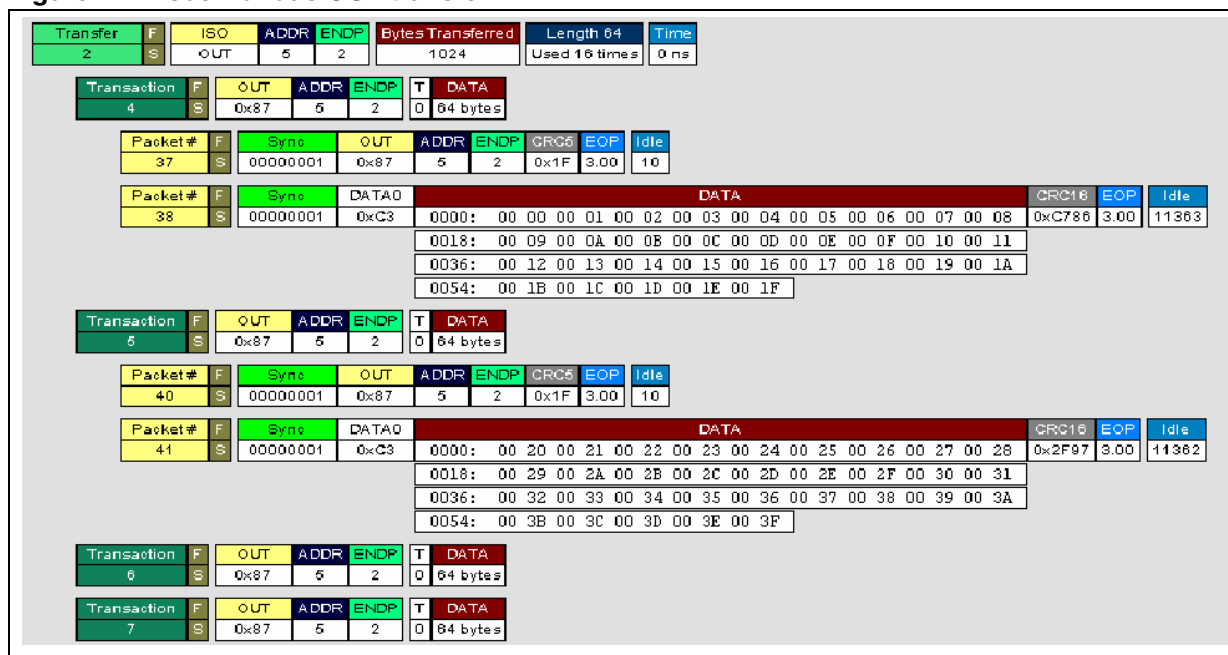 Transfer F ISO ADDR ENDP Bytes Transferred Length 64 Time
2 S OUT 5 2 1024 Used 16 times 0 ns
Transaction F OUT ADDR ENDP T DATA
4 S 0x87 5 2 0 64 bytes
Packet# F Sync OUT ADDR ENDP CRC5 EOP Idle
37 S 00000001 0x87 5 2 0x1F 3.00 10
Packet# F Sync DATA0 DATA CRC16 EOP Idle
38 S 00000001 0xC3 0000: 00 00 00 01 00 02 00 03 00 04 00 05 00 06 00 07 00 08 0xC786 3.00 11363
0018: 00 09 00 0A 00 0B 00 0C 00 0D 00 0E 00 0F 00 10 00 11
0036: 00 12 00 13 00 14 00 15 00 16 00 17 00 18 00 19 00 1A
0054: 00 1B 00 1C 00 1D 00 1E 00 1F
Transaction F OUT ADDR ENDP T DATA
5 S 0x87 5 2 0 64 bytes
Packet# F Sync OUT ADDR ENDP CRC5 EOP Idle
40 S 00000001 0x87 5 2 0x1F 3.00 10
Packet# F Sync DATA0 DATA CRC16 EOP Idle
41 S 00000001 0xC3 0000: 00 20 00 21 00 22 00 23 00 24 00 25 00 26 00 27 00 28 0x2F97 3.00 11362
0018: 00 29 00 2A 00 2B 00 2C 00 2D 00 2E 00 2F 00 30 00 31
0036: 00 32 00 33 00 34 00 35 00 36 00 37 00 38 00 39 00 3A
0054: 00 3B 00 3C 00 3D 00 3E 00 3F
Transaction F OUT ADDR ENDP T DATA
6 S 0x87 5 2 0 64 bytes
Transaction F OUT ADDR ENDP T DATA
7 S 0x87 5 2 0 64 bytes